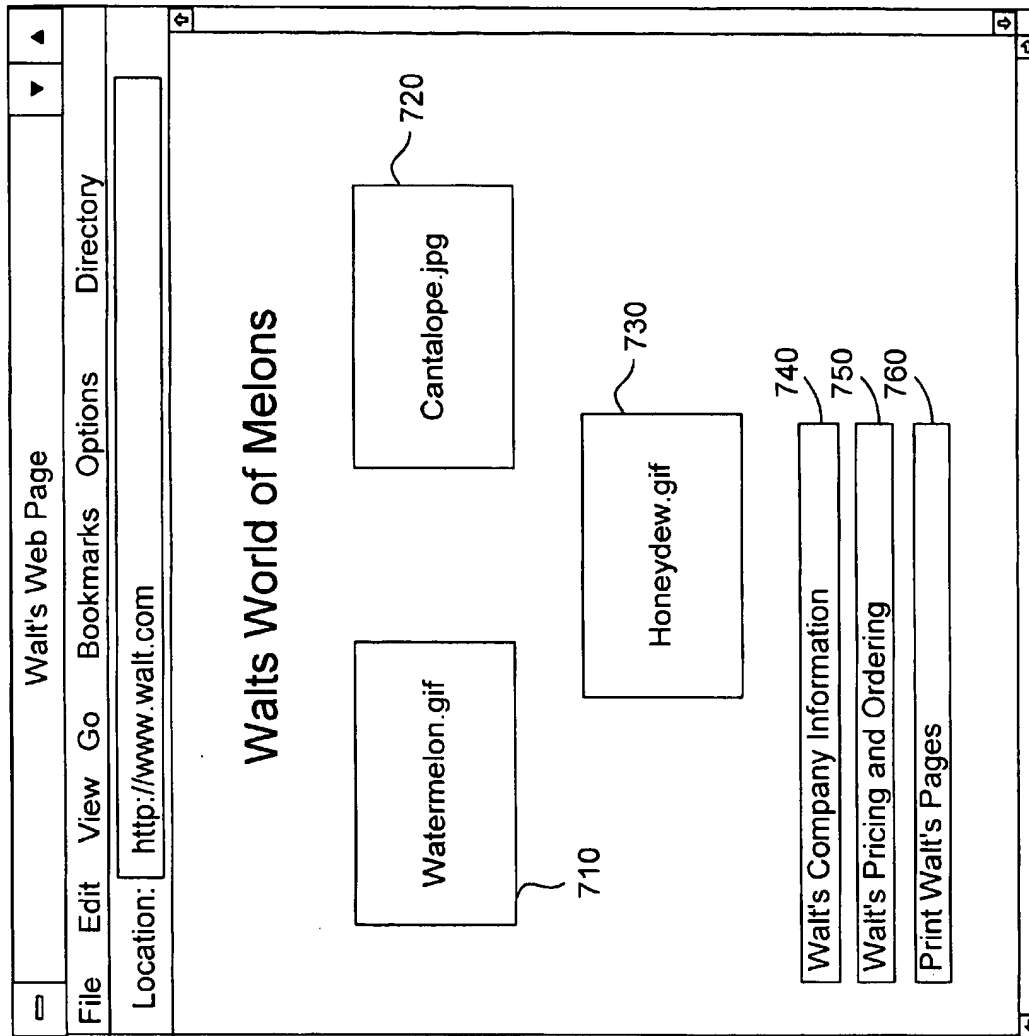 Walt's Web Page
File Edit View Go Bookmarks Options Directory
Location: http://www.walt.com
Walts World of Melons
Watermelon.gif
Cantalope.jpg
720
710
Honeydew.gif
730
Walt's Company Information
740
Walt's Pricing and Ordering
750
Print Walt's Pages
760